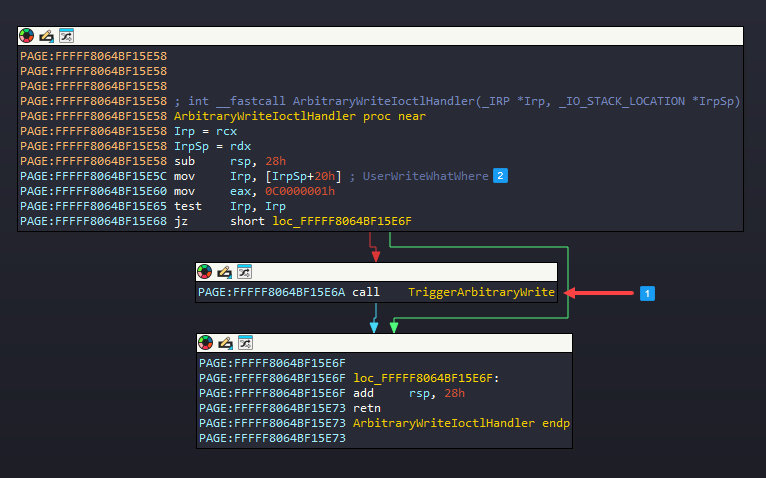 PAGE:FFFFF8064BF15E58
PAGE:FFFFF8064BF15E58
PAGE:FFFFF8064BF15E58
PAGE:FFFFF8064BF15E58 ; int __fastcall ArbitraryWriteIoctlHandler(_IRP *Irp, _IO_STACK_LOCATION *IrpSp)
PAGE:FFFFF8064BF15E58 ArbitraryWriteIoctlHandler proc near
PAGE:FFFFF8064BF15E58 Irp = rcx
PAGE:FFFFF8064BF15E58 IrpSp = rdx
PAGE:FFFFF8064BF15E58 sub rsp, 28h
PAGE:FFFFF8064BF15E5C mov Irp, [IrpSp+20h] ; UserWriteWhatWhere 2
PAGE:FFFFF8064BF15E60 mov eax, 0C0000001h
PAGE:FFFFF8064BF15E65 test Irp, Irp
PAGE:FFFFF8064BF15E68 jz short loc_FFFFF8064BF15E6F
PAGE:FFFFF8064BF15E6A call TriggerArbitraryWrite 1
PAGE:FFFFF8064BF15E6F
PAGE:FFFFF8064BF15E6F loc_FFFFF8064BF15E6F:
PAGE:FFFFF8064BF15E6F add rsp, 28h
PAGE:FFFFF8064BF15E73 retn
PAGE:FFFFF8064BF15E73 ArbitraryWriteIoctlHandler endp
PAGE:FFFFF8064BF15E73